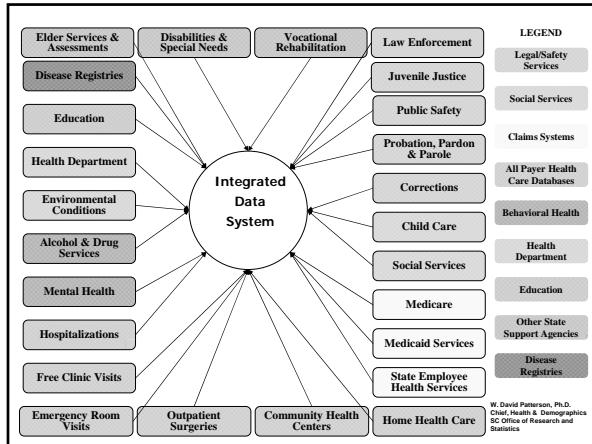 Elder Services &
Assessments
Disabilities &
Special Needs
Vocational
Rehabilitation
Law Enforcement
Disease Registries
Juvenile Justice
Education
Public Safety
Health Department
Probation, Pardon
& Parole
Environmental
Conditions
Corrections
Alcohol & Drug
Services
Child Care
Mental Health
Social Services
Hospitalizations
Medicare
Free Clinic Visits
Medicaid Services
State Employee
Health Services
Emergency Room
Visits
Outpatient
Surgeries
Community Health
Centers
Home Health Care
Integrated
Data
System
LEGEND
Legal/Safety
Services
Social Services
Claims Systems
All Payer Health
Care Databases
Behavioral Health
Health
Department
Education
Other State
Support Agencies
Disease
Registries
W. David Patterson, Ph.D.
Chief, Health & Demographics
SC Office of Research and
Statistics